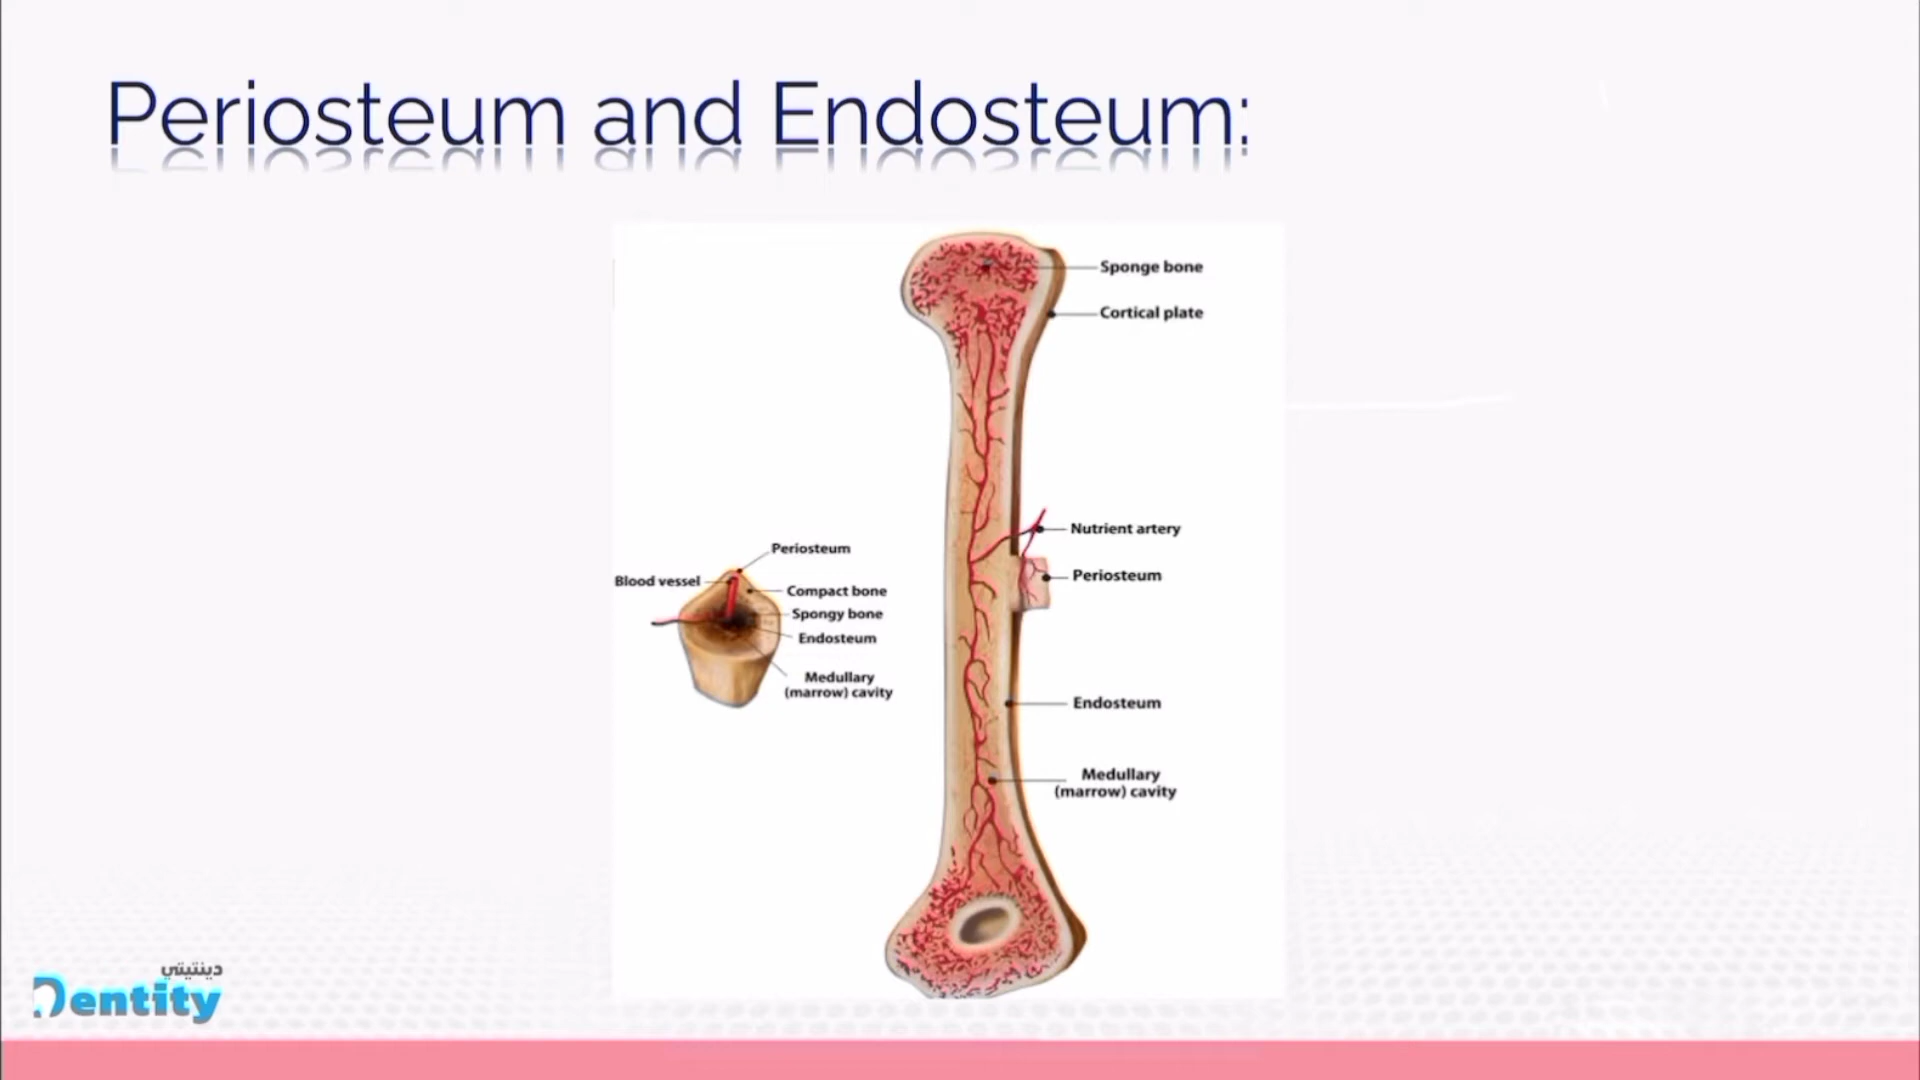 Periosteum and Endosteum:
Sponge bone
Cortical plate
Nutrient artery
Periosteum
Endosteum
Medullary
(marrow) cavity
Periosteum
Blood vessel
Compact bone
Spongy bone
Endosteum
Medullary
(marrow) cavity
دينتيتي
Dentity